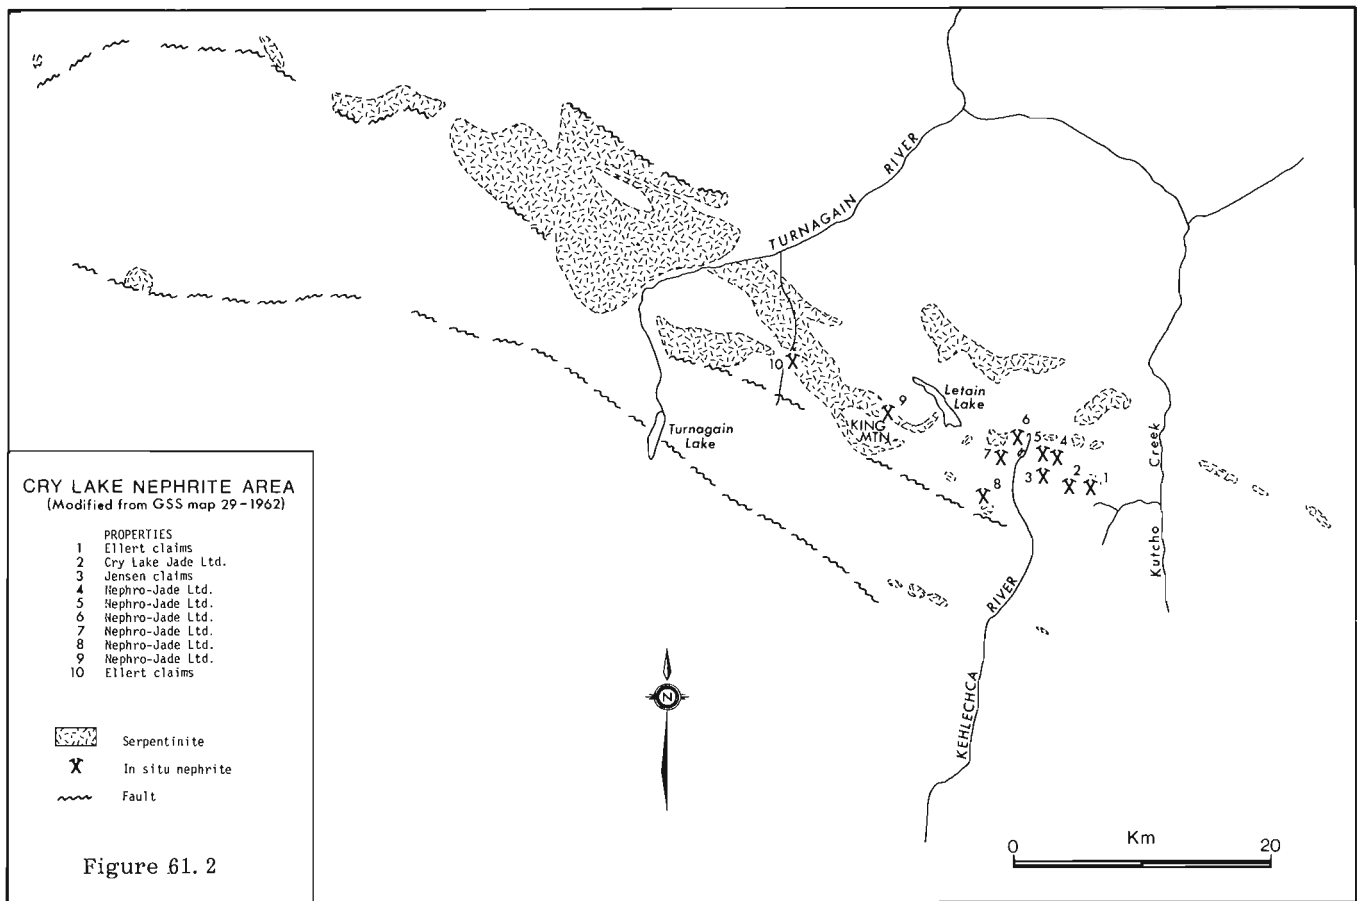 TURNAGAIN RIVER
10
9
Letain
Lake
KING
MTN
Turnagain
Lake
6
5
4
7
3
2
1
8
Kutcho Creek
KEHLECHCA RIVER
CRY LAKE NEPHRITE AREA
(Modified from GSS map 29-1962)
PROPERTIES
1 Ellert claims
2 Cry Lake Jade Ltd.
3 Jensen claims
4 Nephro-Jade Ltd.
5 Nephro-Jade Ltd.
6 Nephro-Jade Ltd.
7 Nephro-Jade Ltd.
8 Nephro-Jade Ltd.
9 Nephro-Jade Ltd.
10 Ellert claims
Serpentinite
In situ nephrite
Fault
Figure 61.2
N
Km
0 20